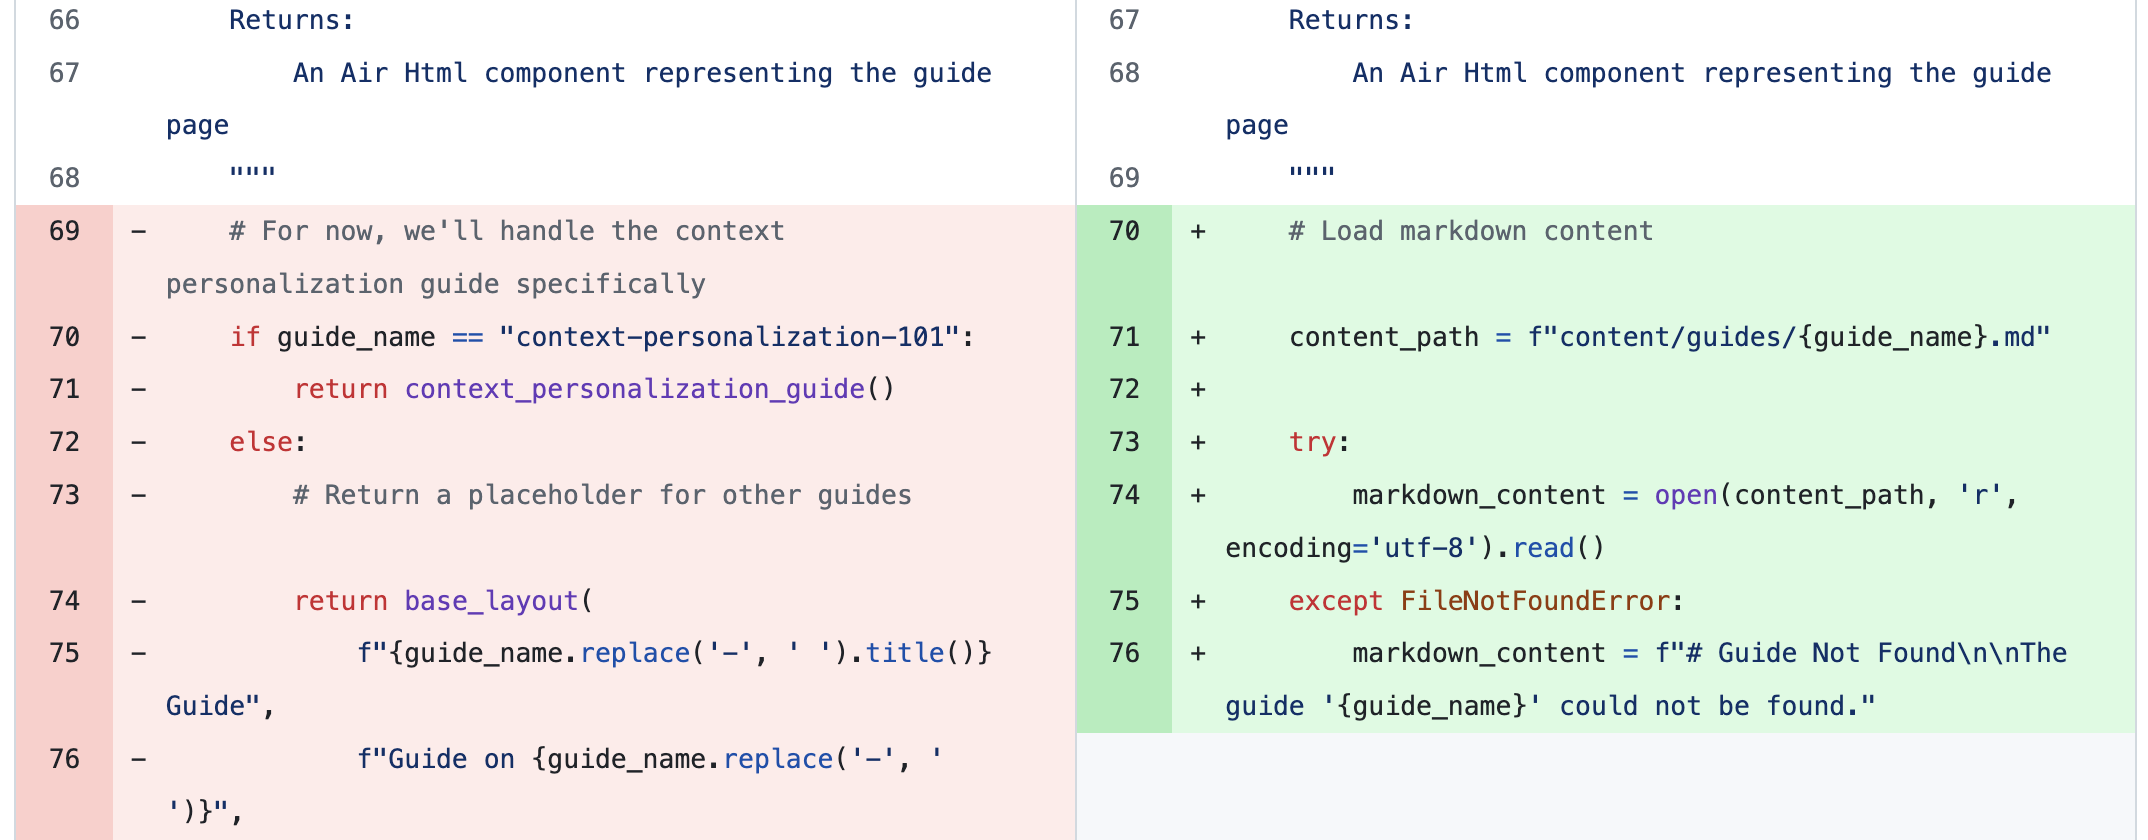 66 Returns:
67 An Air Html component representing the guide
page
68 """
69 - # For now, we'll handle the context
personalization guide specifically
70 - if guide_name == "context-personalization-101":
71 - return context_personalization_guide()
72 - else:
73 - # Return a placeholder for other guides
74 - return base_layout(
75 - f"{guide_name.replace('-', ' ').title()}
Guide",
76 - f"Guide on {guide_name.replace('-', '
')}",
67 Returns:
68 An Air Html component representing the guide
page
69 """
70 + # Load markdown content
71 + content_path = f"content/guides/{guide_name}.md"
72 +
73 + try:
74 + markdown_content = open(content_path, 'r',
encoding='utf-8').read()
75 + except FileNotFoundError:
76 + markdown_content = f"# Guide Not Found\n\nThe
guide '{guide_name}' could not be found."